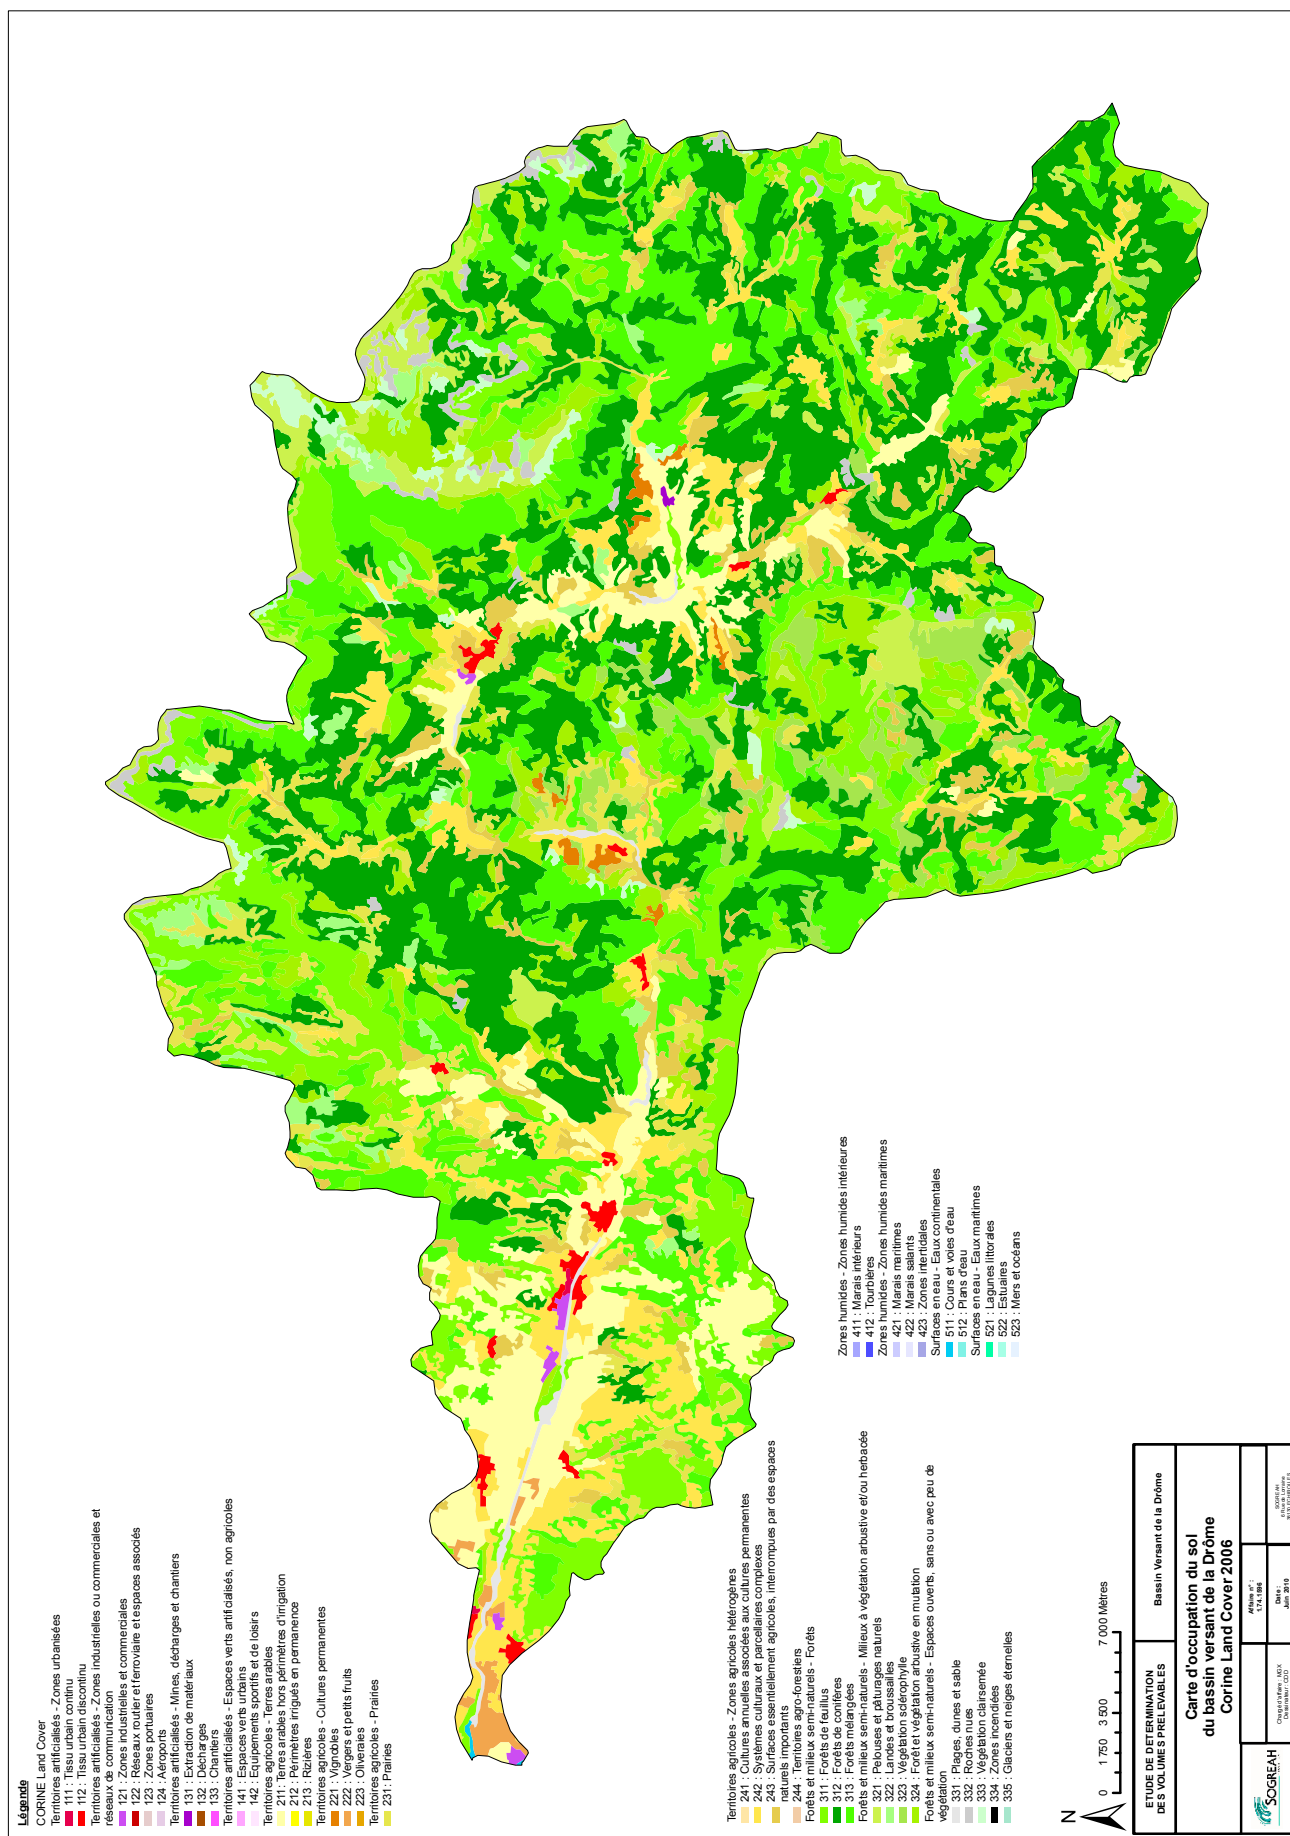 Légende
CORINE Land Cover
Territoires artificialisés - Zones urbanisées
111 : Tissu urbain continu
112 : Tissu urbain discontinu
Territoires artificialisés - Zones industrielles ou commerciales et
réseaux de communication
121 : Zones industrielles et commerciales
122 : Réseaux routier et ferroviaire et espaces associés
123 : Zones portuaires
124 : Aéroports
Territoires artificialisés - Mines, décharges et chantiers
131 : Extraction de matériaux
132 : Décharges
133 : Chantiers
Territoires artificialisés - Espaces verts artificialisés, non agricoles
141 : Espaces verts urbains
142 : Equipements sportifs et de loisirs
Territoires agricoles - Terres arables
211 : Terres arables hors périmètres d'irrigation
212 : Périmètres irrigués en permanence
213 : Rizières
Territoires agricoles - Cultures permanentes
221 : Vignobles
222 : Vergers et petits fruits
223 : Oliveraies
Territoires agricoles - Prairies
231 : Prairies
Territoires agricoles - Zones agricoles hétérogènes
241 : Cultures annuelles associées aux cultures permanentes
242 : Systèmes culturaux et parcellaires complexes
243 : Surfaces essentiellement agricoles, interrompues par des espaces
naturels importants
244 : Territoires agro-forestiers
Forêts et milieux semi-naturels - Forêts
311 : Forêts de feuillus
312 : Forêts de conifères
313 : Forêts mélangées
Forêts et milieux semi-naturels - Milieux à végétation arbustive et/ou herbacée
321 : Pelouses et pâturages naturels
322 : Landes et broussailles
323 : Végétation sclérophylle
324 : Forêt et végétation arbustive en mutation
Forêts et milieux semi-naturels - Espaces ouverts, sans ou avec peu de
végétation
331 : Plages, dunes et sable
332 : Roches nues
333 : Végétation clairsemée
334 : Zones incendiées
335 : Glaciers et neiges éternelles
Zones humides - Zones humides intérieures
411 : Marais intérieurs
412 : Tourbières
Zones humides - Zones humides maritimes
421 : Marais maritimes
422 : Marais salants
423 : Zones intertidales
Surfaces en eau - Eaux continentales
511 : Cours et voies d'eau
512 : Plans d'eau
Surfaces en eau - Eaux maritimes
521 : Lagunes littorales
522 : Estuaires
523 : Mers et océans
N
0 1 750 3 500 7 000 Mètres
ETUDE DE DETERMINATION
DES VOLUMES PRELEVABLES
Bassin Versant de la Drôme
Carte d'occupation du sol
du bassin versant de la Drôme
Corine Land Cover 2006
SOGREAH
Chargé d'affaire : MGX
Dessinateur : CDD
Affaire n° :
1.74.1596
Date :
Juin 2010
SOGREAH